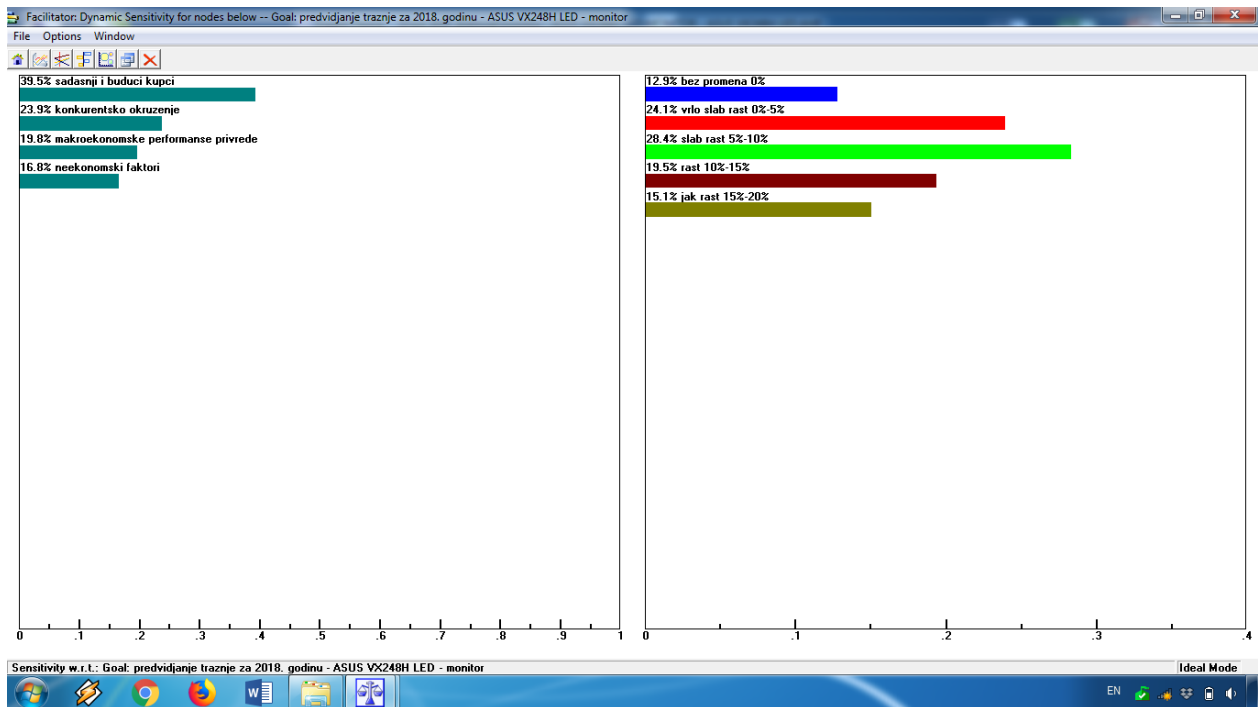 Facilitator: Dynamic Sensitivity for nodes below -- Goal: predvidjanje traznje za 2018. godinu - ASUS VX248H LED - monitor
File Options Window
39.5% sadasnji i buduci kupci
23.9% konkurentsko okruzenje
19.8% makroekonomske performanse privrede
16.8% neekonomski faktori
0 .1 .2 .3 .4 .5 .6 .7 .8 .9 1
12.9% bez promena 0%
24.1% vrlo slab rast 0%-5%
28.4% slab rast 5%-10%
19.5% rast 10%-15%
15.1% jak rast 15%-20%
0 .1 .2 .3 .4
Sensitivity w.r.t.: Goal: predvidjanje traznje za 2018. godinu - ASUS VX248H LED - monitor
Ideal Mode
W
EN